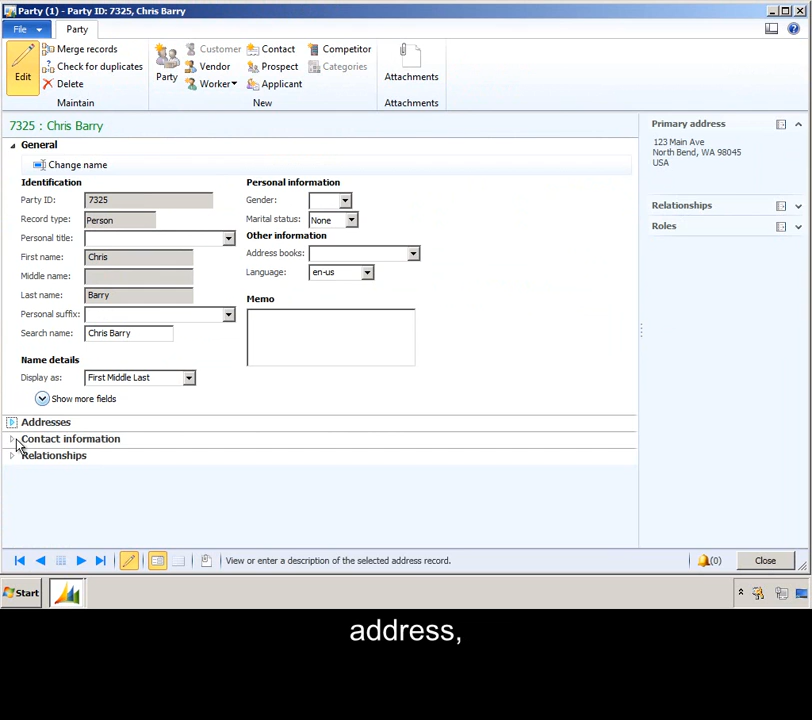 Party (1) - Party ID: 7325, Chris Barry
File
Party
Edit
Merge records
Check for duplicates
Delete
Maintain
Party
Customer
Vendor
Worker
Contact
Prospect
Applicant
Competitor
Categories
New
Attachments
Attachments
7325 : Chris Barry
General
Change name
Identification
Party ID: 7325
Record type: Person
Personal title:
First name: Chris
Middle name:
Last name: Barry
Personal suffix:
Search name: Chris Barry
Name details
Display as: First Middle Last
Show more fields
Personal information
Gender:
Marital status: None
Other information
Address books:
Language: en-us
Memo
Addresses
Contact information
Relationships
Primary address
123 Main Ave
North Bend, WA 98045
USA
Relationships
Roles
View or enter a description of the selected address record.
(0)
Close
Start
address,